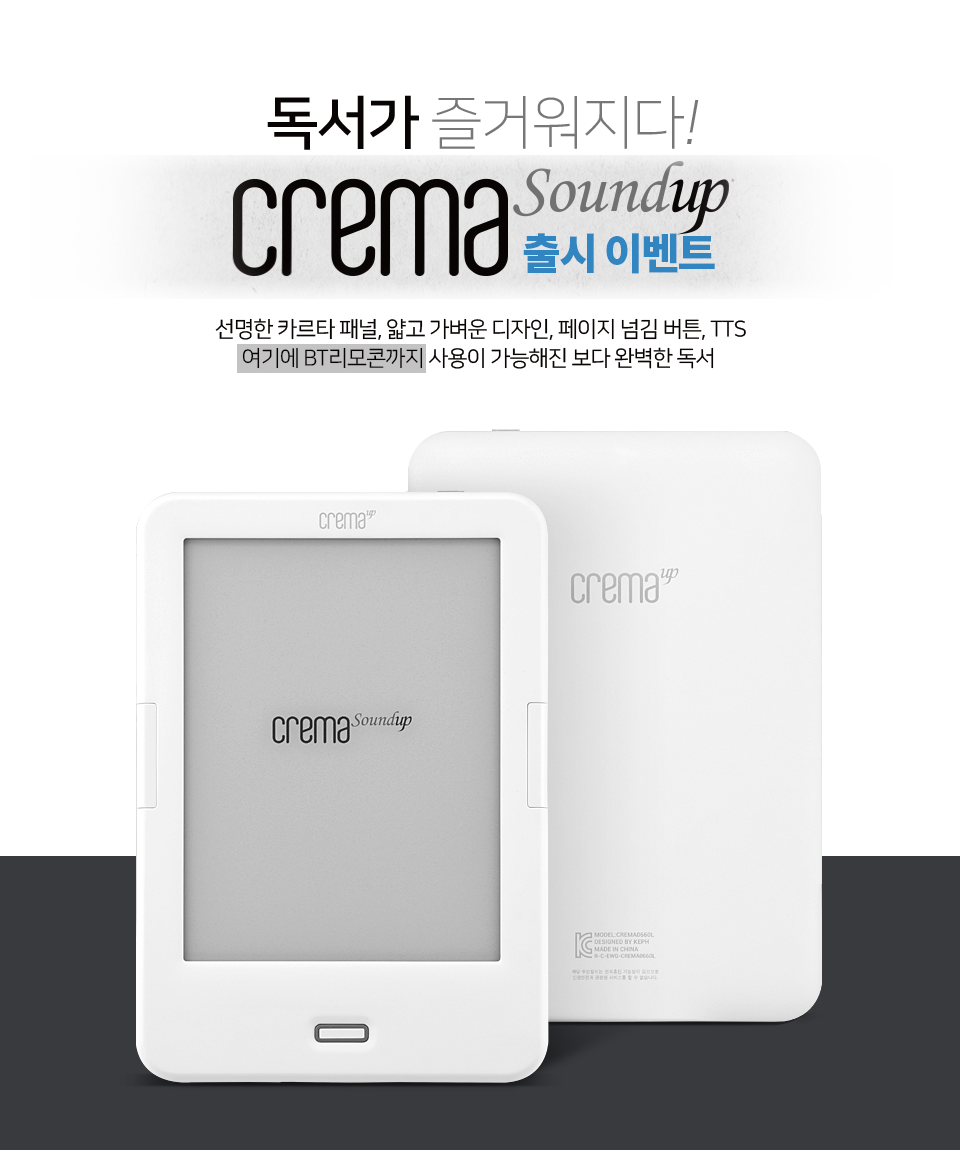 독서가 즐거워지다!
crema Soundup
출시 이벤트
선명한 카르타 패널, 얇고 가벼운 디자인, 페이지 넘김 버튼, TTS
여기에 BT리모콘까지 사용이 가능해진 보다 완벽한 독서
crema up
crema up
crema Soundup
MODEL:CREMA0660L
DESIGNED BY KEPH
MADE IN CHINA